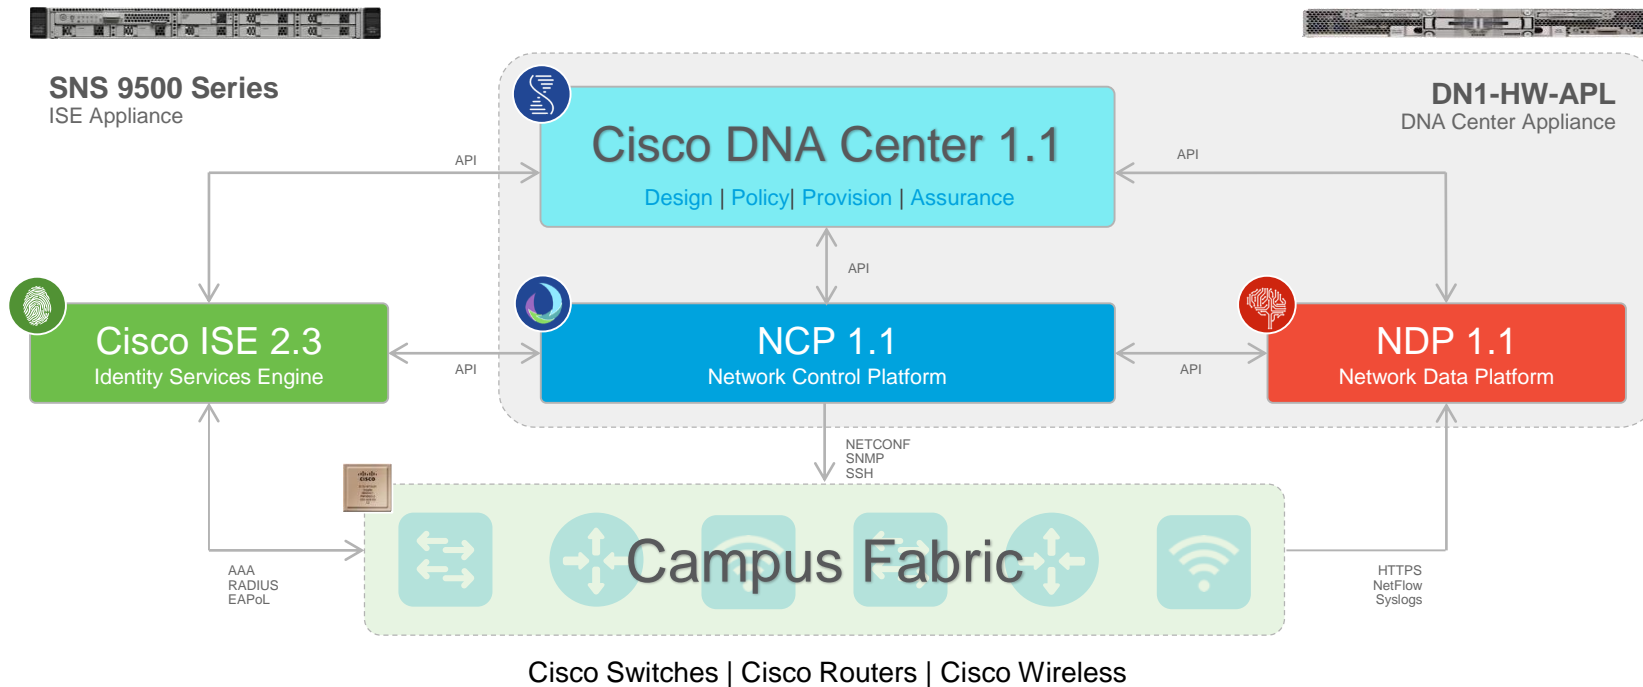 SNS 9500 Series
ISE Appliance
DN1-HW-APL
DNA Center Appliance
Cisco DNA Center 1.1
Design | Policy| Provision | Assurance
API
API
API
Cisco ISE 2.3
Identity Services Engine
API
NCP 1.1
Network Control Platform
API
NDP 1.1
Network Data Platform
NETCONF
SNMP
SSH
CISCO
Campus Fabric
AAA
RADIUS
EAPoL
HTTPS
NetFlow
Syslogs
Cisco Switches | Cisco Routers | Cisco Wireless